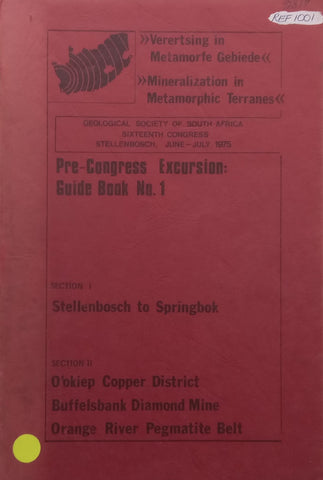 REF 1001
»Verertsing in
Metamorfe Gebiede«
»Mineralization in
Metamorphic Terranes«
GEOLOGICAL SOCIETY OF SOUTH AFRICA
SIXTEENTH CONGRESS
STELLENBOSCH, JUNE–JULY 1975
Pre-Congress Excursion:
Guide Book No. 1
SECTION I
Stellenbosch to Springbok
SECTION II
O'okiep Copper District
Buffelsbank Diamond Mine
Orange River Pegmatite Belt